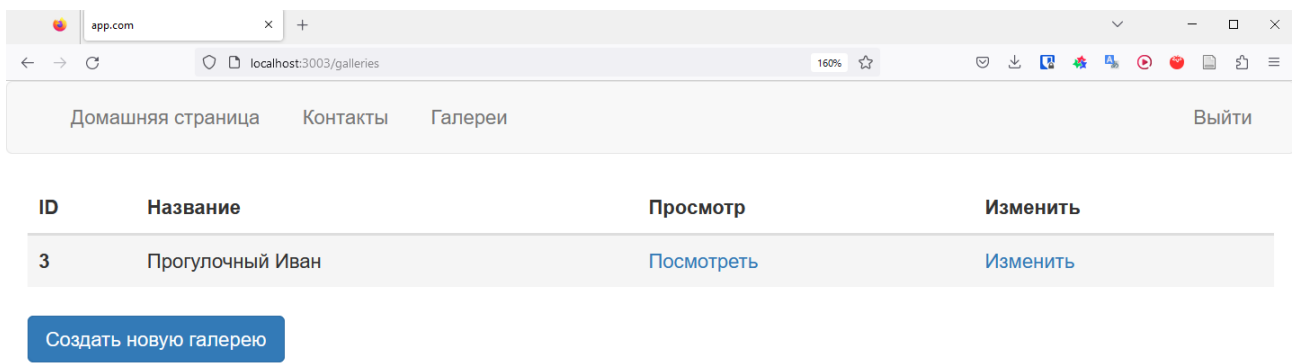 app.com
localhost:3003/galleries 160%
Домашняя страница Контакты Галереи Выйти
ID Название Просмотр Изменить
3 Прогулочный Иван Посмотреть Изменить
Создать новую галерею